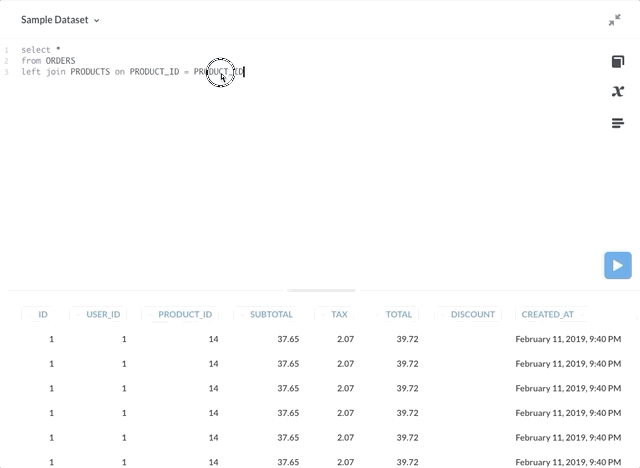 Sample Dataset
1 select *
2 from ORDERS
3 left join PRODUCTS on PRODUCT_ID = PRODUCT_ID
ID USER_ID PRODUCT_ID SUBTOTAL TAX TOTAL DISCOUNT CREATED_AT
1 1 14 37.65 2.07 39.72 February 11, 2019, 9:40 PM
1 1 14 37.65 2.07 39.72 February 11, 2019, 9:40 PM
1 1 14 37.65 2.07 39.72 February 11, 2019, 9:40 PM
1 1 14 37.65 2.07 39.72 February 11, 2019, 9:40 PM
1 1 14 37.65 2.07 39.72 February 11, 2019, 9:40 PM
1 1 14 37.65 2.07 39.72 February 11, 2019, 9:40 PM